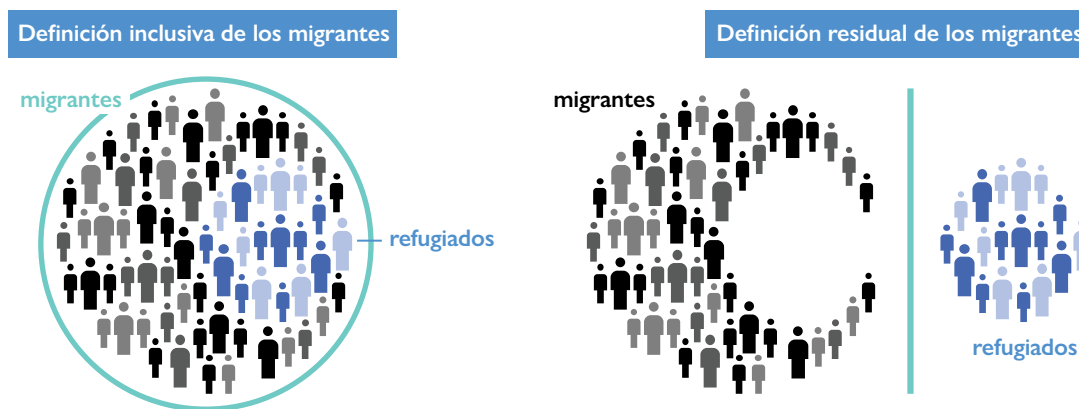 Definición inclusiva de los migrantes
Definición residual de los migrantes
migrantes
migrantes
refugiados
refugiados